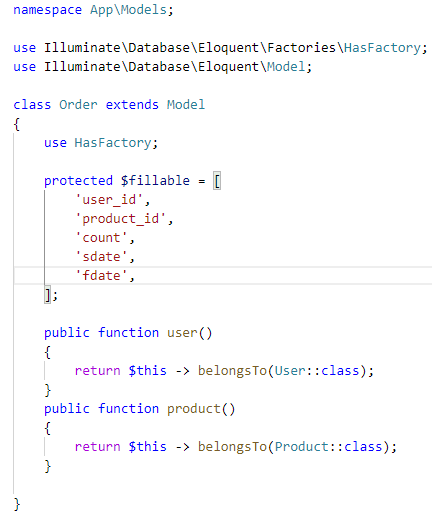 namespace App\Models;
use Illuminate\Database\Eloquent\Factories\HasFactory;
use Illuminate\Database\Eloquent\Model;
class Order extends Model
{
use HasFactory;
protected $fillable = [
'user_id',
'product_id',
'count',
'sdate',
'fdate',
];
public function user()
{
return $this -> belongsTo(User::class);
}
public function product()
{
return $this -> belongsTo(Product::class);
}
}